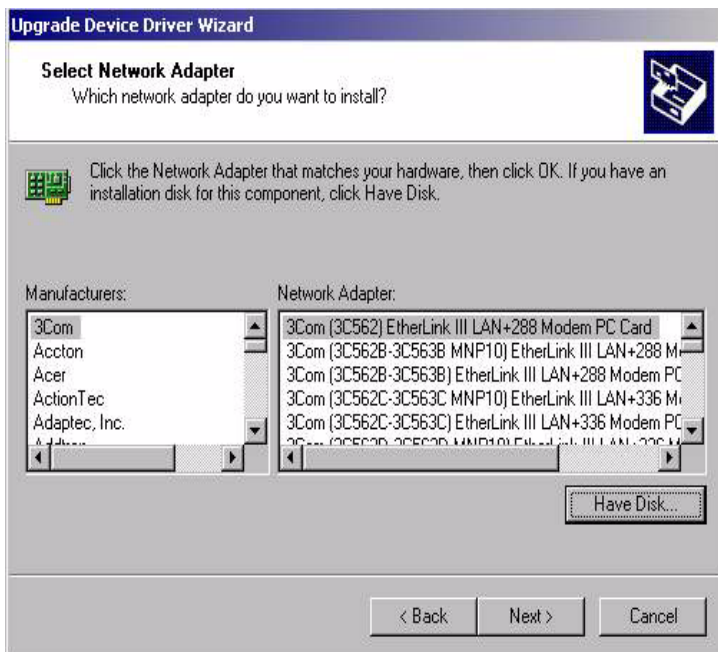 Upgrade Device Driver Wizard
Select Network Adapter
Which network adapter do you want to install?
Click the Network Adapter that matches your hardware, then click OK. If you have an
installation disk for this component, click Have Disk.
Manufacturers:
3Com
Accton
Acer
ActionTec
Adaptec, Inc.
Network Adapter:
3Com (3C562) EtherLink III LAN+288 Modem PC Card
3Com (3C562B-3C563B MNP10) EtherLink III LAN+288
3Com (3C562B-3C563B) EtherLink III LAN+288 Modem PC
3Com (3C562C-3C563C MNP10) EtherLink III LAN+336
3Com (3C562C-3C563C) EtherLink III LAN+336 Modem PC
Have Disk...
< Back Next > Cancel